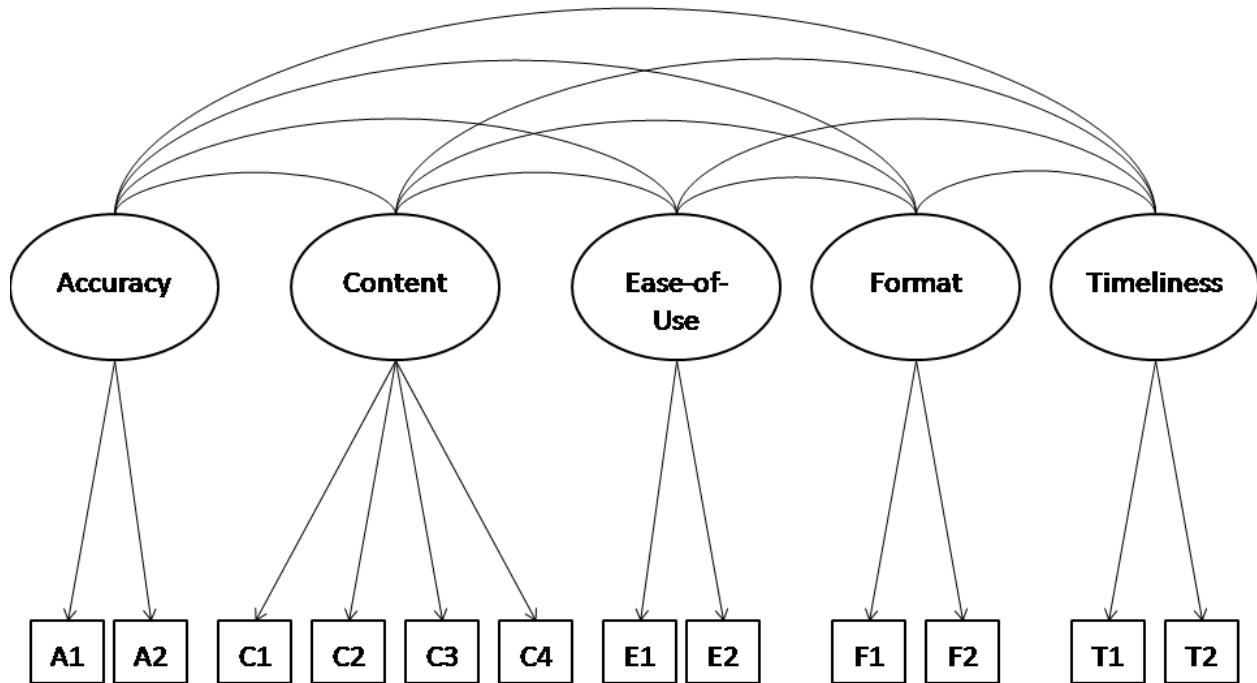 Accuracy
Content
Ease-of-
Use
Format
Timeliness
A1
A2
C1
C2
C3
C4
E1
E2
F1
F2
T1
T2